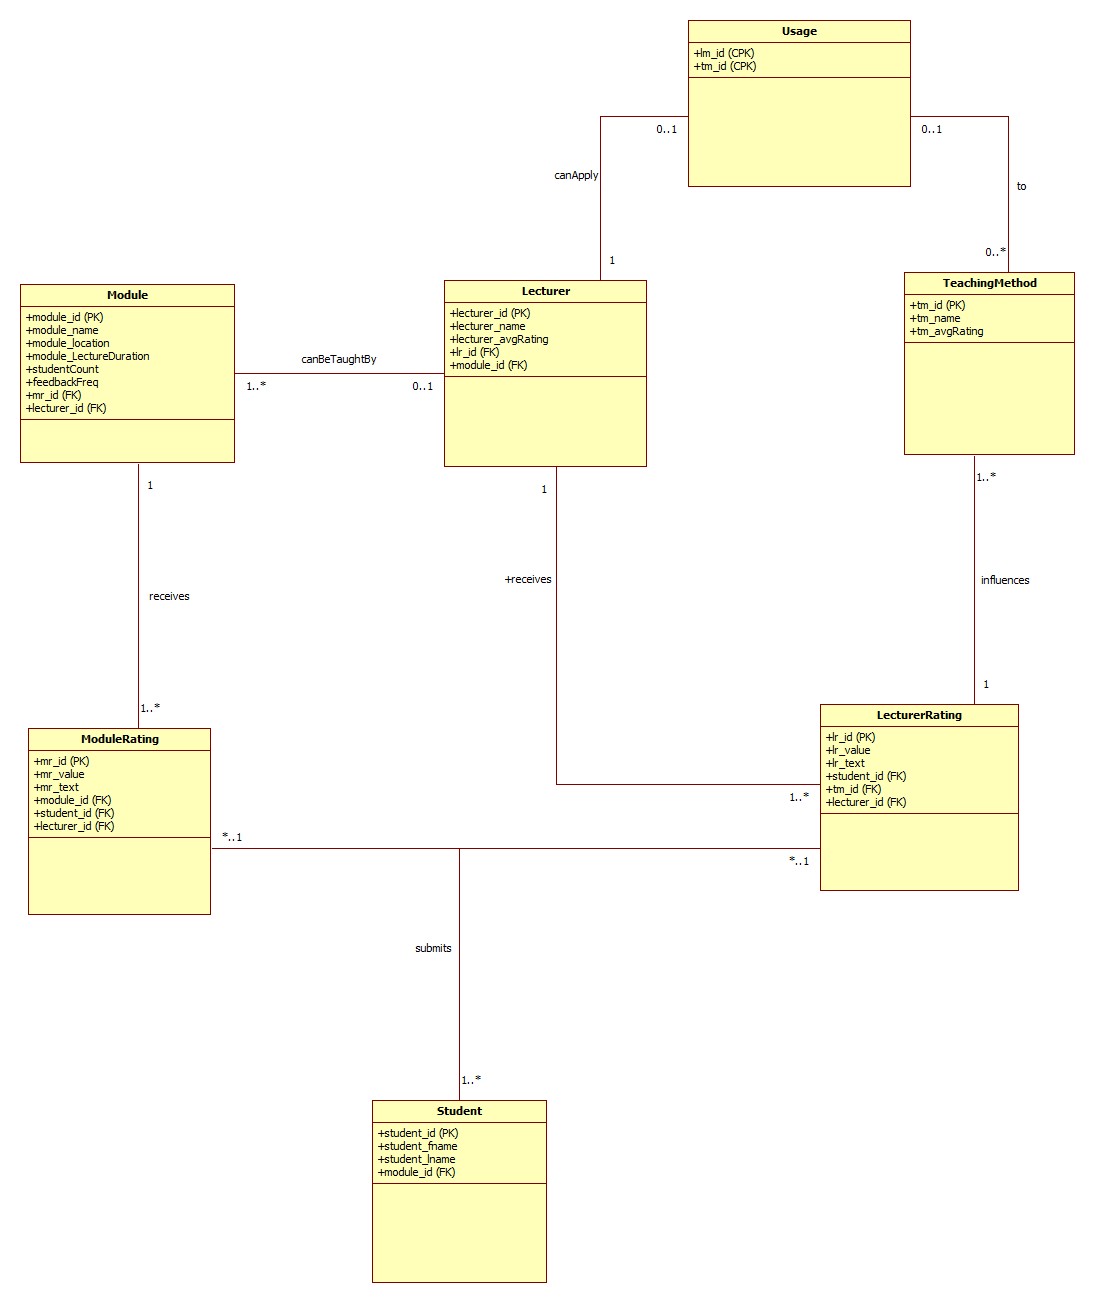 Usage
+lm_id (CPK)
+tm_id (CPK)
0..1
0..1
canApply
to
1
0..*
Module
+module_id (PK)
+module_name
+module_location
+module_LectureDuration
+studentCount
+feedbackFreq
+mr_id (FK)
+lecturer_id (FK)
canBeTaughtBy
1..*
0..1
Lecturer
+lecturer_id (PK)
+lecturer_name
+lecturer_avgRating
+lr_id (FK)
+module_id (FK)
TeachingMethod
+tm_id (PK)
+tm_name
+tm_avgRating
1
1
1..*
receives
+receives
influences
1..*
1..*
1
ModuleRating
+mr_id (PK)
+mr_value
+mr_text
+module_id (FK)
+student_id (FK)
+lecturer_id (FK)
LecturerRating
+lr_id (PK)
+lr_value
+lr_text
+student_id (FK)
+tm_id (FK)
+lecturer_id (FK)
*..1
*..1
submits
1..*
Student
+student_id (PK)
+student_fname
+student_lname
+module_id (FK)